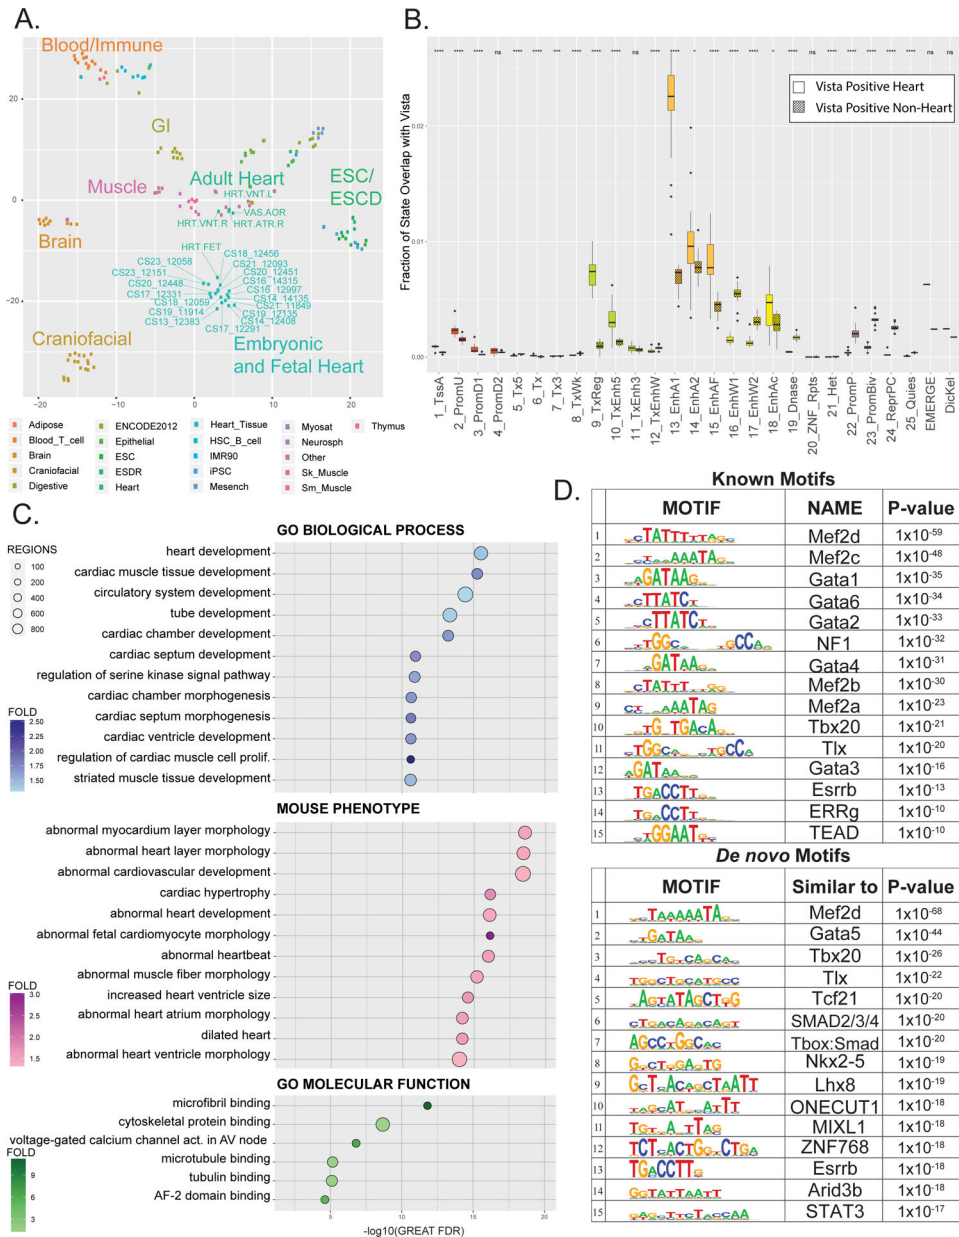 A.
Blood/Immune
20
GI
Muscle
Adult Heart
ESC/
ESCD
HRT.VNT.L
0
VAS.AOR
HRT.VNT.R
HRT.ATR.R
Brain
HRT.FET
CS18_12456
CS23_12058
CS21_12093
CS23_12151
CS20_12451
CS20_12448
CS16_14315
CS17_12331
CS16_12997
CS18_12059
CS14_14135
CS19_11914
CS21_11849
CS13_12383
CS19_12135
CS14_12408
CS17_12291
−20
Craniofacial
Embryonic
and Fetal Heart
−20 0 20
−20 −10 0 10 20
Adipose
Blood_T_cell
Brain
Craniofacial
Digestive
ENCODE2012
Epithelial
ESC
ESDR
Heart
Heart_Tissue
HSC_B_cell
IMR90
iPSC
Mesench
Myosat
Neurosph
Other
Sk_Muscle
Sm_Muscle
Thymus
B.
Vista Positive Heart
Vista Positive Non-Heart
Fraction of State Overlap with Vista
0.02
0.01
0.00
1_TssA
2_PromU
3_PromD1
4_PromD2
5_Tx5
6_Tx
7_Tx3
8_TxWk
9_TxReg
10_TxEnh5
11_TxEnh3
12_TxEnhW
13_EnhA1
14_EnhA2
15_EnhAF
16_EnhW1
17_EnhW2
18_EnhAc
19_Dnase
20_ZNF_Rpts
21_Het
22_PromP
23_PromBiv
24_ReprPC
25_Quies
EMERGE
DicKel
C.
GO BIOLOGICAL PROCESS
REGIONS
100
200
400
600
800
FOLD
2.50
2.25
2.00
1.75
1.50
heart development
cardiac muscle tissue development
circulatory system development
tube development
cardiac chamber development
cardiac septum development
regulation of serine kinase signal pathway
cardiac chamber morphogenesis
cardiac septum morphogenesis
cardiac ventricle development
regulation of cardiac muscle cell prolif.
striated muscle tissue development
MOUSE PHENOTYPE
abnormal myocardium layer morphology
abnormal heart layer morphology
abnormal cardiovascular development
cardiac hypertrophy
abnormal heart development
abnormal fetal cardiomyocyte morphology
abnormal heartbeat
abnormal muscle fiber morphology
increased heart ventricle size
abnormal heart atrium morphology
dilated heart
abnormal heart ventricle morphology
FOLD
3.0
2.5
2.0
1.5
GO MOLECULAR FUNCTION
microfibril binding
cytoskeletal protein binding
voltage-gated calcium channel act. in AV node
microtubule binding
tubulin binding
AF-2 domain binding
FOLD
9
6
3
5 10 15 20
-log10(GREAT FDR)
D.
Known Motifs
MOTIF NAME P-value
1 Mef2d 1x10-59
2 Mef2c 1x10-48
3 Gata1 1x10-35
4 Gata6 1x10-34
5 Gata2 1x10-33
6 NF1 1x10-32
7 Gata4 1x10-31
8 Mef2b 1x10-30
9 Mef2a 1x10-23
10 Tbx20 1x10-21
11 Tlx 1x10-20
12 Gata3 1x10-16
13 Esrrb 1x10-13
14 ERRg 1x10-10
15 TEAD 1x10-10
De novo Motifs
MOTIF Similar to P-value
1 Mef2d 1x10-68
2 Gata5 1x10-44
3 Tbx20 1x10-26
4 Tlx 1x10-22
5 Tcf21 1x10-20
6 SMAD2/3/4 1x10-20
7 Tbox:Smad 1x10-20
8 Nkx2-5 1x10-19
9 Lhx8 1x10-19
10 ONECUT1 1x10-18
11 MIXL1 1x10-18
12 ZNF768 1x10-18
13 Esrrb 1x10-18
14 Arid3b 1x10-18
15 STAT3 1x10-17